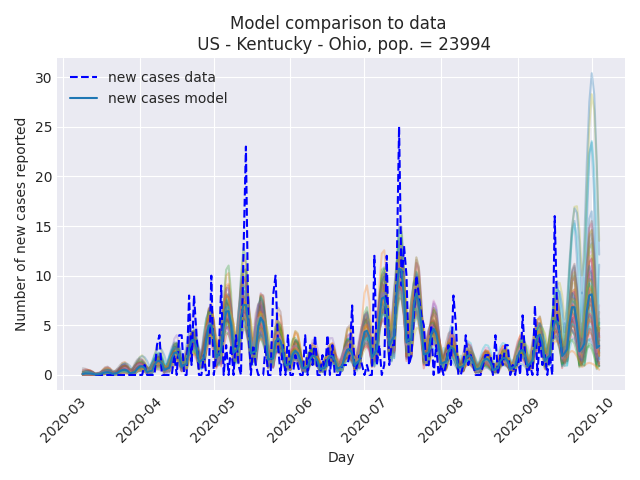 Model comparison to data
US - Kentucky - Ohio, pop. = 23994
new cases data
new cases model
Number of new cases reported
30
25
20
15
10
5
0
2020-03
2020-04
2020-05
2020-06
2020-07
2020-08
2020-09
2020-10
Day